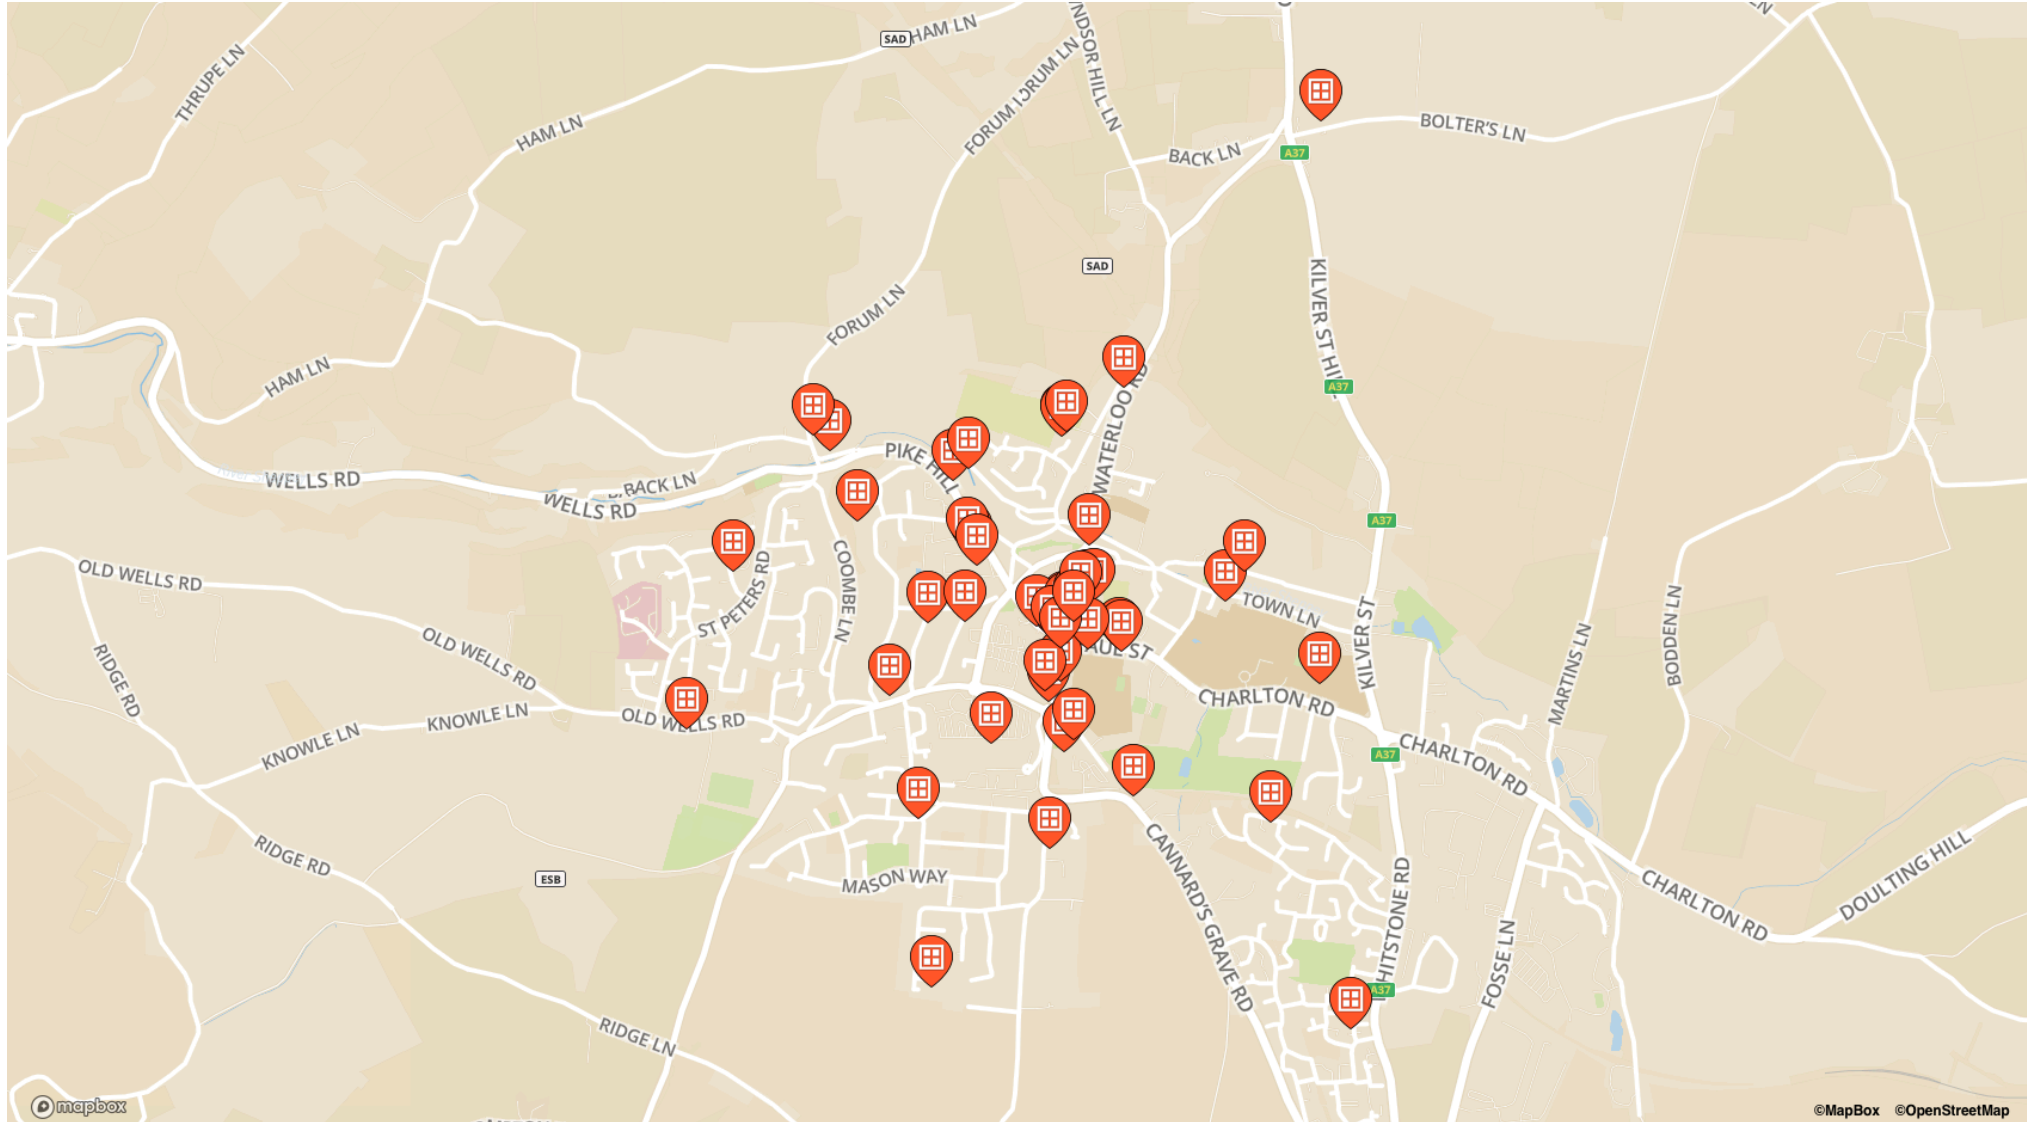 SAD
HAM LN
THRUPE LN
HAM LN
FORUM LN
BACK LN
BOLTER'S LN
A37
SAD
FORUM LN
KILVER ST HI
HAM LN
A37
WATERLOO RD
PIKE HILL
WELLS RD
BACK LN
WELLS RD
A37
OLD WELLS RD
COOMBE LN
ST PETERS RD
TOWN LN
BODDEN LN
OLD WELLS RD
RIDGE RD
AUL ST
KILVER ST
MARTINS LN
CHARLTON RD
KNOWLE LN
OLD WELLS RD
KNOWLE LN
A37
CHARLTON RD
RIDGE RD
MASON WAY
ESB
CANNARD'S GRAVE RD
HITSTONE RD
CHARLTON RD
DOULTING HILL
FOSSE LN
A37
RIDGE LN
mapbox
©MapBox ©OpenStreetMap